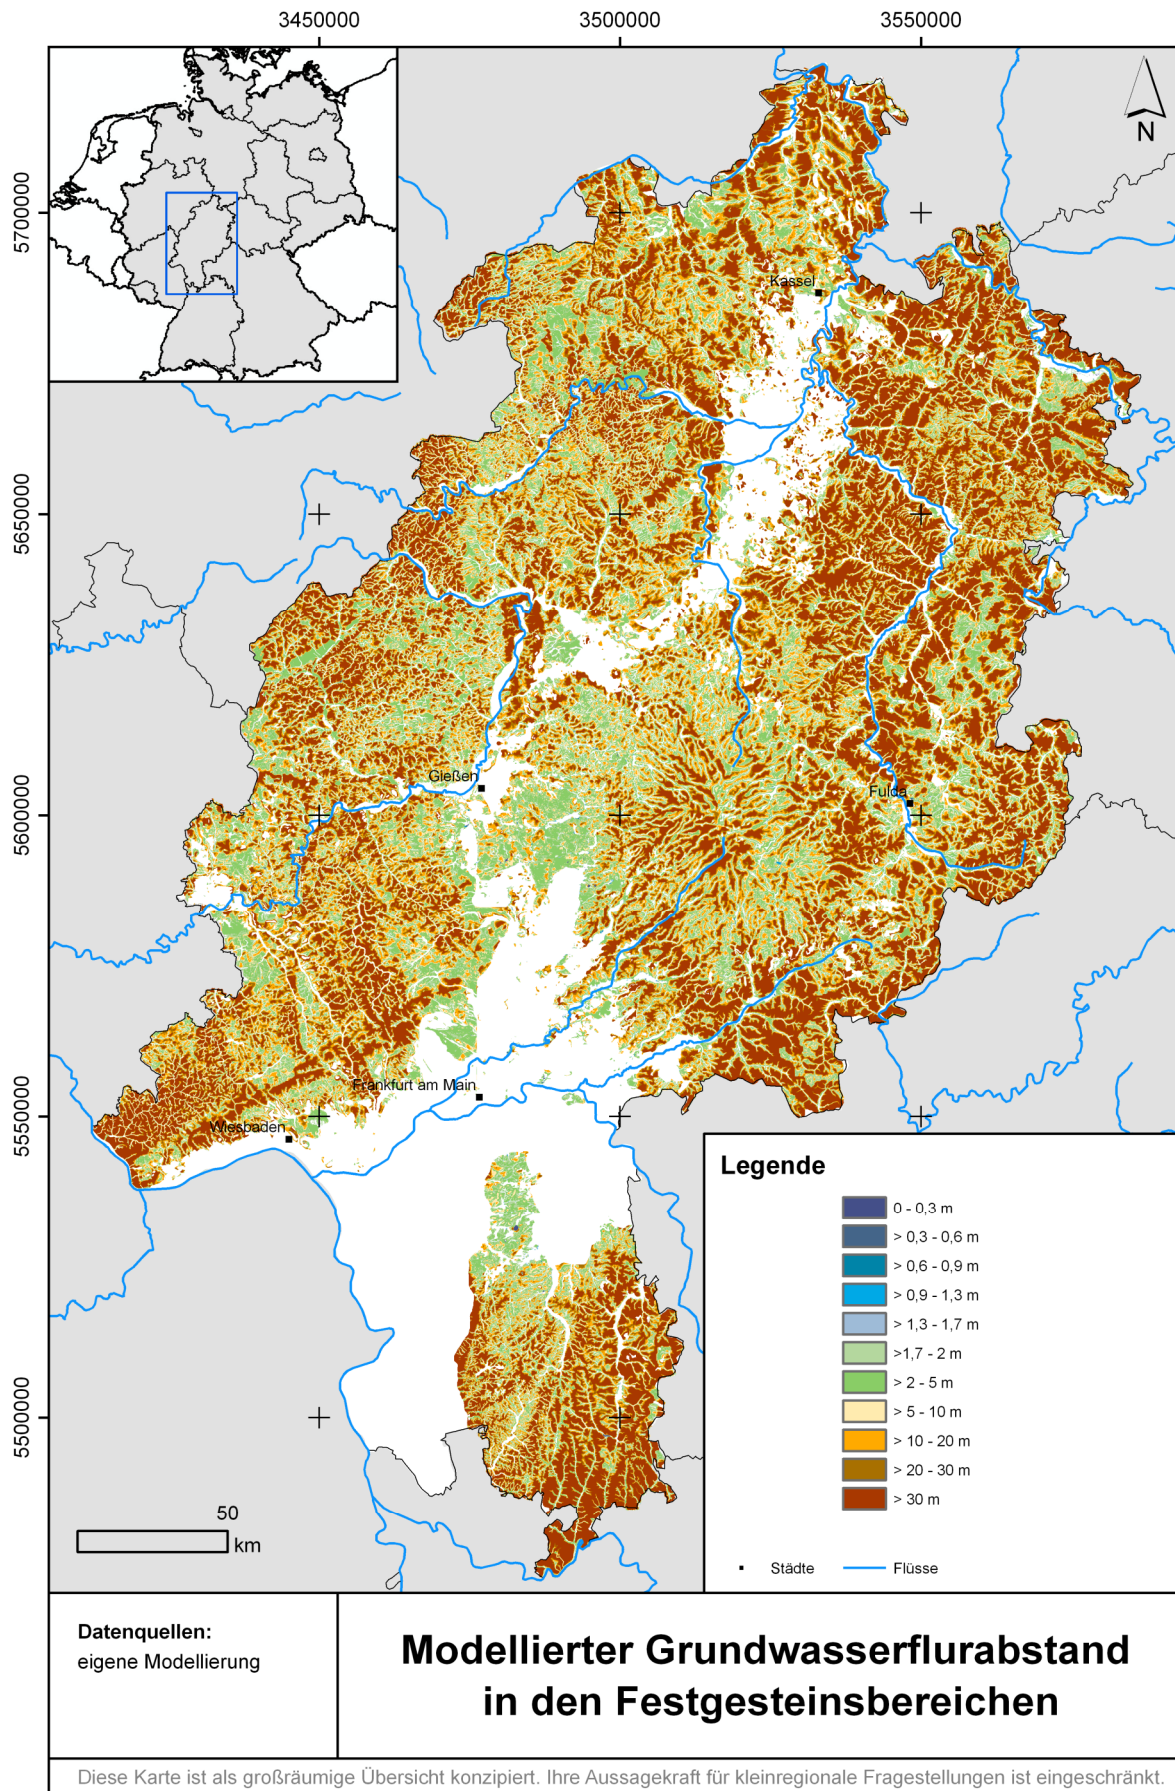 3450000 3500000 3550000
N
5700000
5650000
5600000
5550000
5500000
Kassel
Gießen
Fulda
Frankfurt am Main
Wiesbaden
Legende
0 - 0,3 m
> 0,3 - 0,6 m
> 0,6 - 0,9 m
> 0,9 - 1,3 m
> 1,3 - 1,7 m
>1,7 - 2 m
> 2 - 5 m
> 5 - 10 m
> 10 - 20 m
> 20 - 30 m
> 30 m
Städte Flüsse
50
km
Datenquellen:
eigene Modellierung
Modellierter Grundwasserflurabstand
in den Festgesteinsbereichen
Diese Karte ist als großräumige Übersicht konzipiert. Ihre Aussagekraft für kleinregionale Fragestellungen ist eingeschränkt.